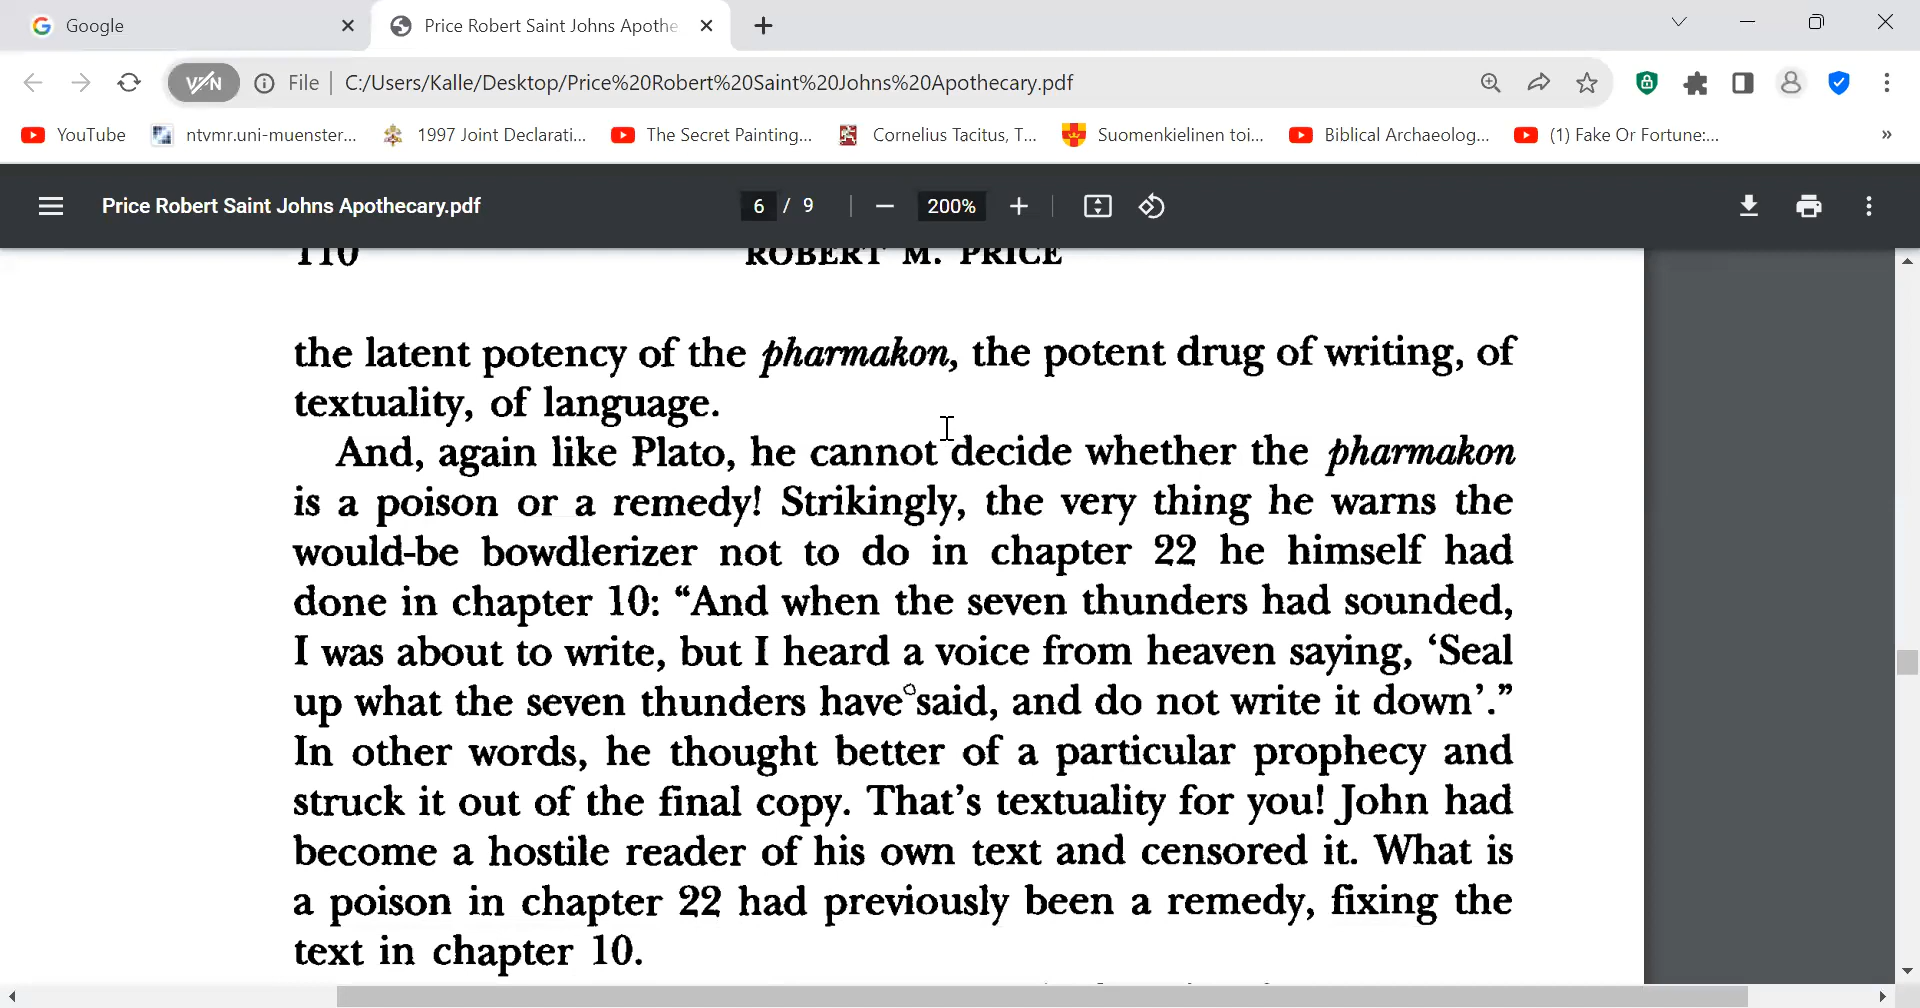 Google
Price Robert Saint Johns Apothe
VPN
File
C:/Users/Kalle/Desktop/Price%20Robert%20Saint%20Johns%20Apothecary.pdf
YouTube
ntvmr.uni-muenster...
1997 Joint Declarati...
The Secret Painting...
Cornelius Tacitus, T...
Suomenkielinen toi...
Biblical Archaeolog...
(1) Fake Or Fortune:...
»
Price Robert Saint Johns Apothecary.pdf
6 / 9
200%
110 ROBERT M. PRICE
the latent potency of the pharmakon, the potent drug of writing, of
textuality, of language.
And, again like Plato, he cannot decide whether the pharmakon
is a poison or a remedy! Strikingly, the very thing he warns the
would-be bowdlerizer not to do in chapter 22 he himself had
done in chapter 10: “And when the seven thunders had sounded,
I was about to write, but I heard a voice from heaven saying, ‘Seal
up what the seven thunders have said, and do not write it down’.”
In other words, he thought better of a particular prophecy and
struck it out of the final copy. That’s textuality for you! John had
become a hostile reader of his own text and censored it. What is
a poison in chapter 22 had previously been a remedy, fixing the
text in chapter 10.